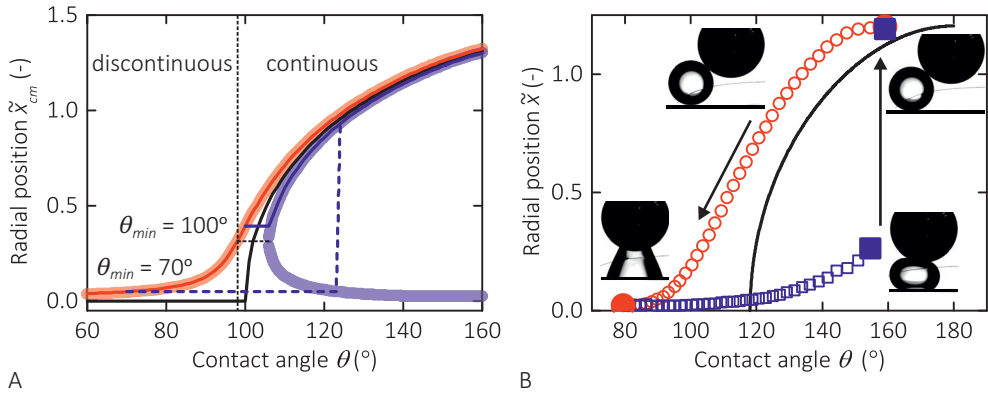 1.5
1.0
0.5
0.0
Radial position x̃cm (-)
discontinuous
continuous
θmin = 100°
θmin = 70°
60 80 100 120 140 160
Contact angle θ (°)
A
1.0
0.5
0.0
Radial position x̃ (-)
80 100 120 140 160 180
Contact angle θ (°)
B